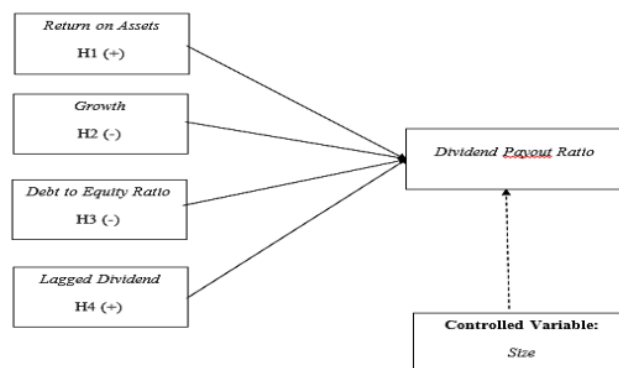 Return on Assets
H1 (+)
Growth
H2 (-)
Debt to Equity Ratio
H3 (-)
Lagged Dividend
H4 (+)
Dividend Payout Ratio
Controlled Variable:
Size